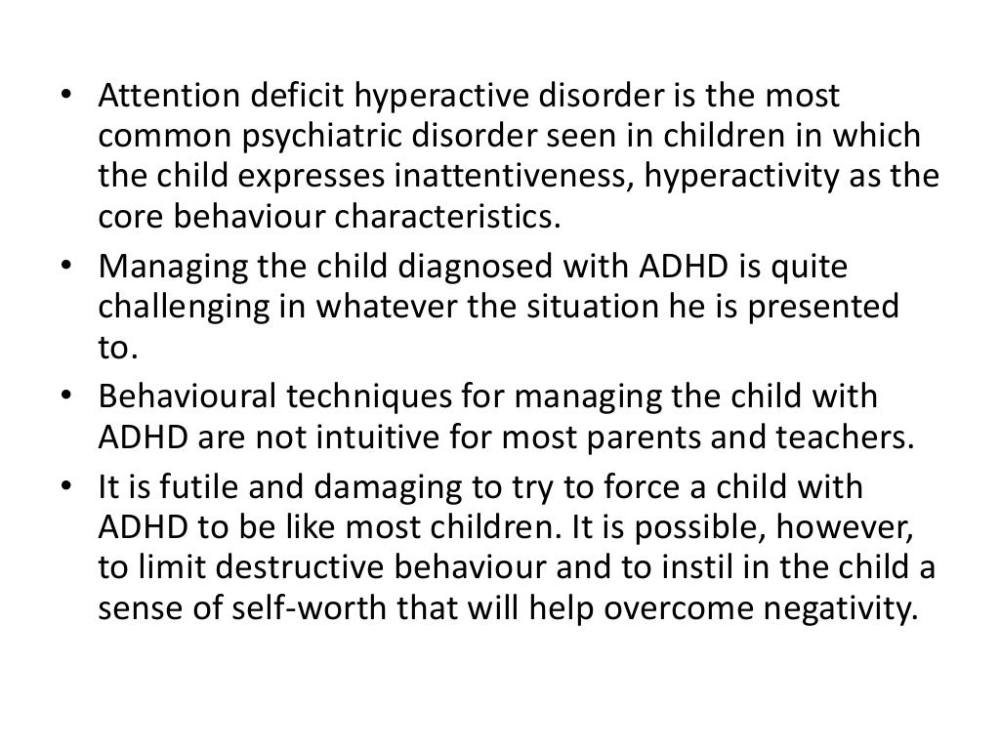 • Attention deficit hyperactive disorder is the most
common psychiatric disorder seen in children in which
the child expresses inattentiveness, hyperactivity as the
core behaviour characteristics.
• Managing the child diagnosed with ADHD is quite
challenging in whatever the situation he is presented
to.
• Behavioural techniques for managing the child with
ADHD are not intuitive for most parents and teachers.
• It is futile and damaging to try to force a child with
ADHD to be like most children. It is possible, however,
to limit destructive behaviour and to instil in the child a
sense of self-worth that will help overcome negativity.